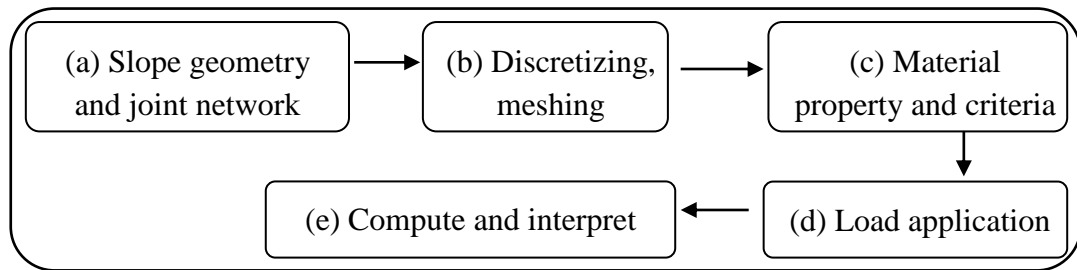 (a) Slope geometry
and joint network
(b) Discretizing,
meshing
(c) Material
property and criteria
(d) Load application
(e) Compute and interpret